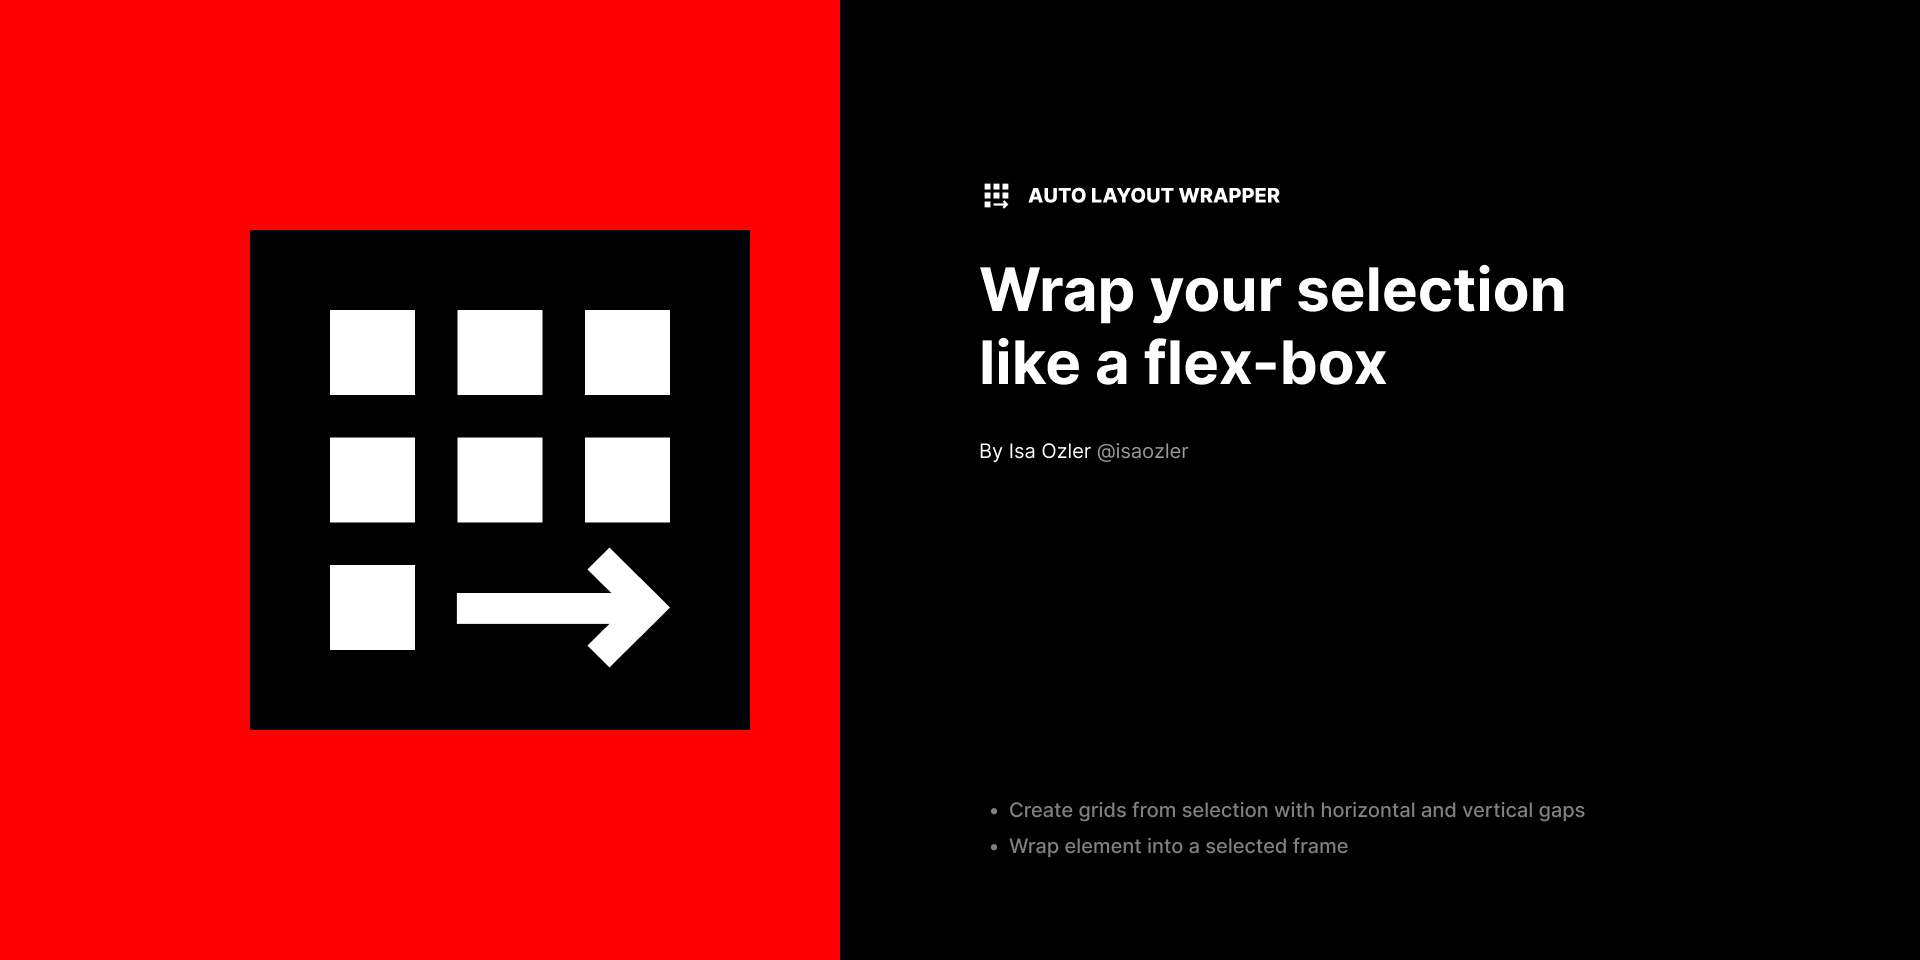 AUTO LAYOUT WRAPPER
Wrap your selection
like a flex-box
By Isa Ozler @isaozler
• Create grids from selection with horizontal and vertical gaps
• Wrap element into a selected frame